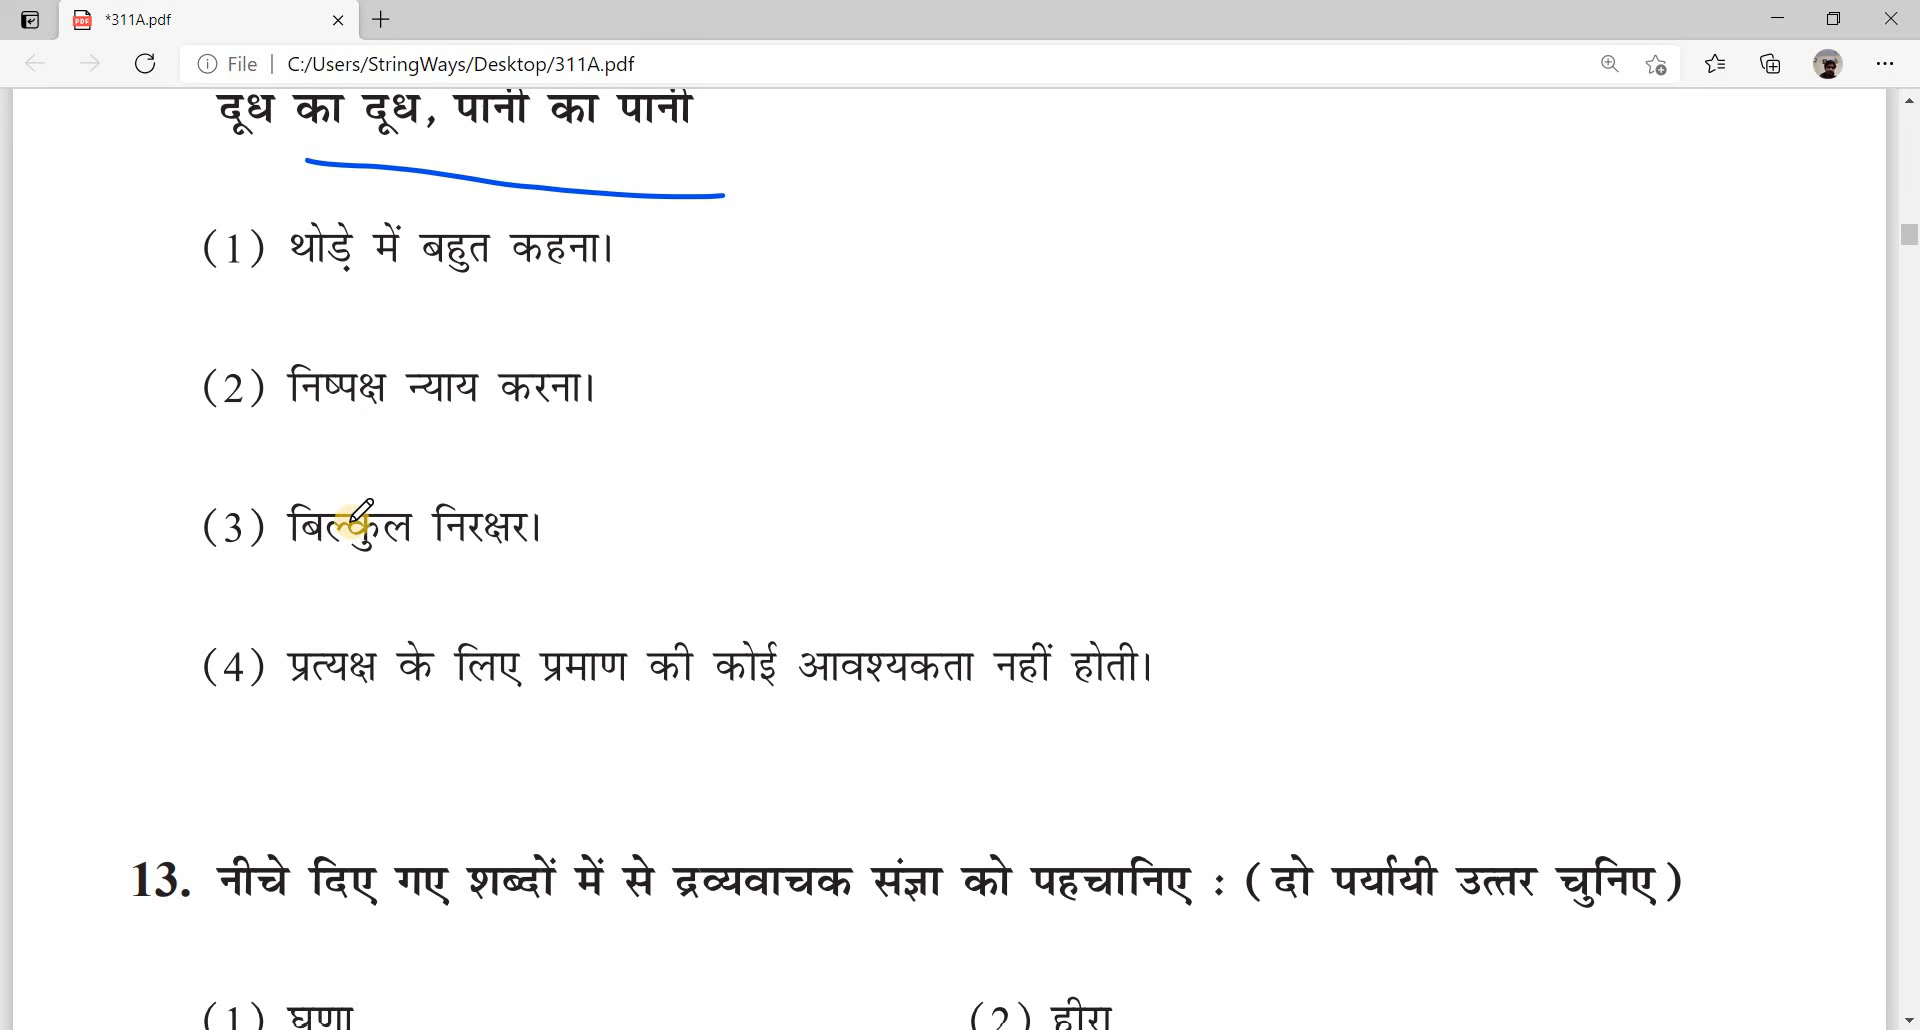 *311A.pdf
File | C:/Users/StringWays/Desktop/311A.pdf
दूध का दूध, पानी का पानी
(1) थोड़े में बहुत कहना।
(2) निष्पक्ष न्याय करना।
(3) बिल्कुल निरक्षर।
(4) प्रत्यक्ष के लिए प्रमाण की कोई आवश्यकता नहीं होती।
13. नीचे दिए गए शब्दों में से द्रव्यवाचक संज्ञा को पहचानिए : (दो पर्यायी उत्तर चुनिए)
(1) घृणा (2) हीरा